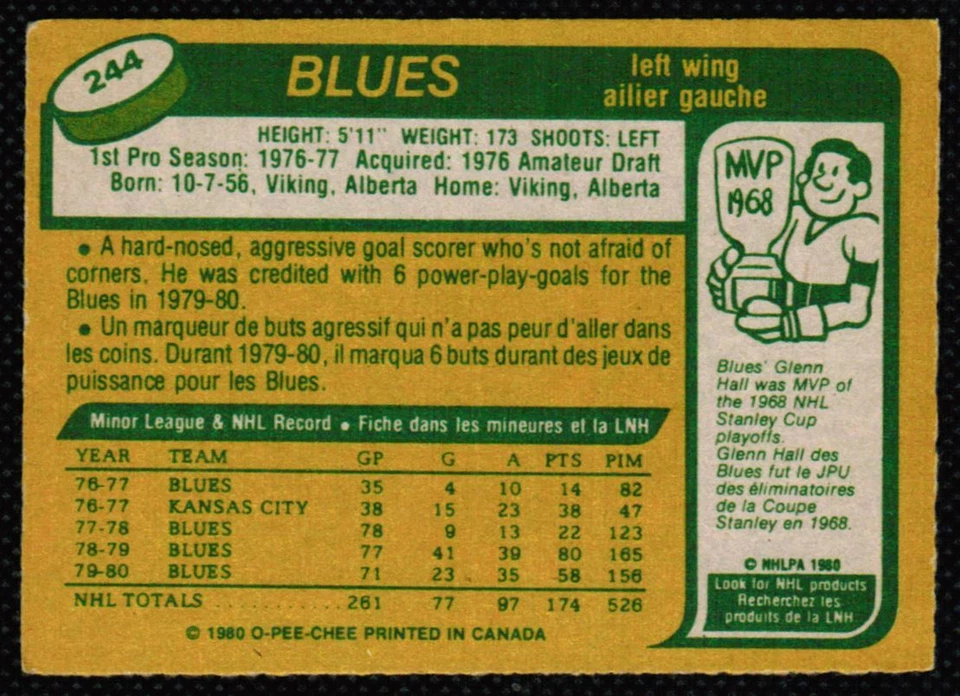 244
BLUES
left wing
ailier gauche
HEIGHT: 5'11" WEIGHT: 173 SHOOTS: LEFT
1st Pro Season: 1976-77 Acquired: 1976 Amateur Draft
Born: 10-7-56, Viking, Alberta Home: Viking, Alberta
• A hard-nosed, aggressive goal scorer who's not afraid of
corners. He was credited with 6 power-play-goals for the
Blues in 1979-80.
• Un marqueur de buts agressif qui n'a pas peur d'aller dans
les coins. Durant 1979-80, il marqua 6 buts durant des jeux de
puissance pour les Blues.
Minor League & NHL Record • Fiche dans les mineures et la LNH
YEAR TEAM GP G A PTS PIM
76-77 BLUES 35 4 10 14 82
76-77 KANSAS CITY 38 15 23 38 47
77-78 BLUES 78 9 13 22 123
78-79 BLUES 77 41 39 80 165
79-80 BLUES 71 23 35 58 156
NHL TOTALS ........... 261 77 97 174 526
© 1980 O-PEE-CHEE PRINTED IN CANADA
MVP
1968
Blues' Glenn
Hall was MVP of
the 1968 NHL
Stanley Cup
playoffs.
Glenn Hall des
Blues fut le JPU
des éliminatoires
de la Coupe
Stanley en 1968.
© NHLPA 1980
Look for NHL products
Recherchez les
produits de la LNH